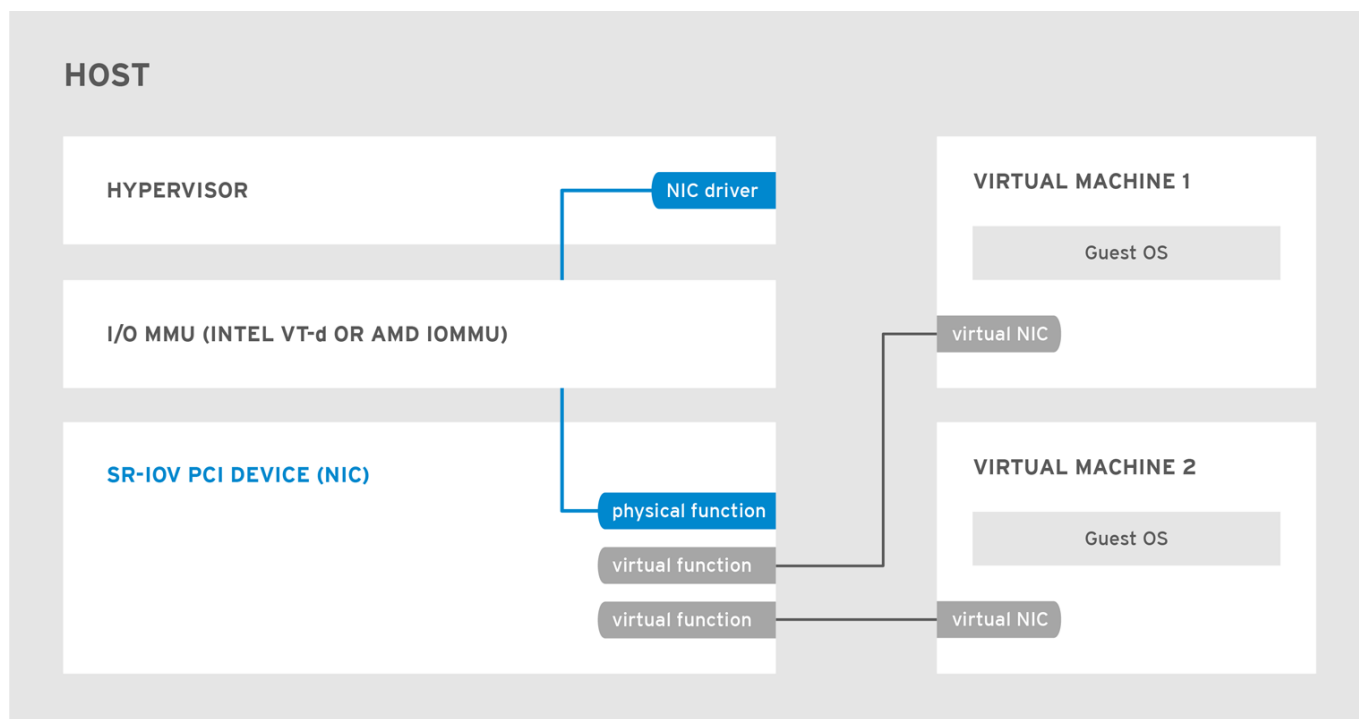 HOST
HYPERVISOR
NIC driver
I/O MMU (INTEL VT-d OR AMD IOMMU)
SR-IOV PCI DEVICE (NIC)
physical function
virtual function
virtual function
VIRTUAL MACHINE 1
Guest OS
virtual NIC
VIRTUAL MACHINE 2
Guest OS
virtual NIC